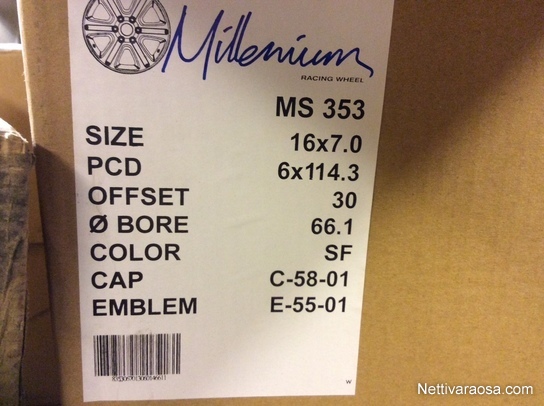 Millenium
RACING WHEEL
MS 353
SIZE 16x7.0
PCD 6x114.3
OFFSET 30
Ø BORE 66.1
COLOR SF
CAP C-58-01
EMBLEM E-55-01
W
Nettivaraosa.com